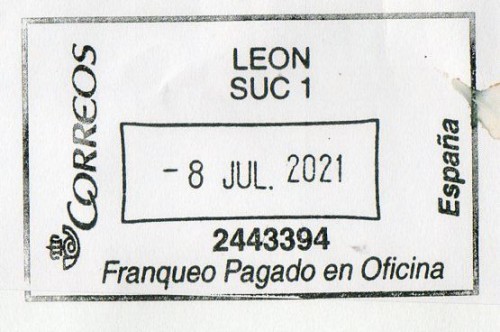 CORREOS
LEON
SUC 1
- 8 JUL. 2021
2443394
Franqueo Pagado en Oficina
España